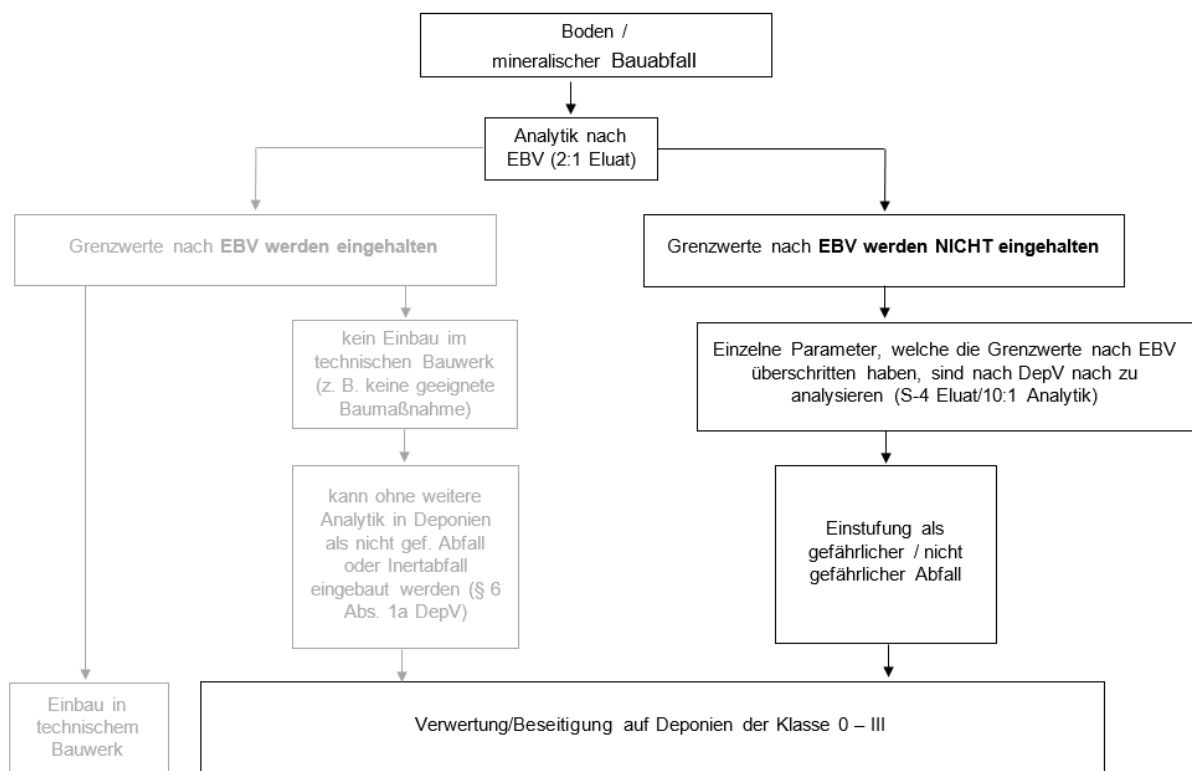 Boden /
mineralischer Bauabfall
Analytik nach
EBV (2:1 Eluat)
Grenzwerte nach EBV werden eingehalten
Grenzwerte nach EBV werden NICHT eingehalten
kein Einbau im
technischen Bauwerk
(z. B. keine geeignete
Baumaßnahme)
Einzelne Parameter, welche die Grenzwerte nach EBV
überschritten haben, sind nach DepV nach zu
analysieren (S-4 Eluat/10:1 Analytik)
kann ohne weitere
Analytik in Deponien
als nicht gef. Abfall
oder Inertabfall
eingebaut werden (§ 6
Abs. 1a DepV)
Einstufung als
gefährlicher / nicht
gefährlicher Abfall
Einbau in
technischem
Bauwerk
Verwertung/Beseitigung auf Deponien der Klasse 0 – III